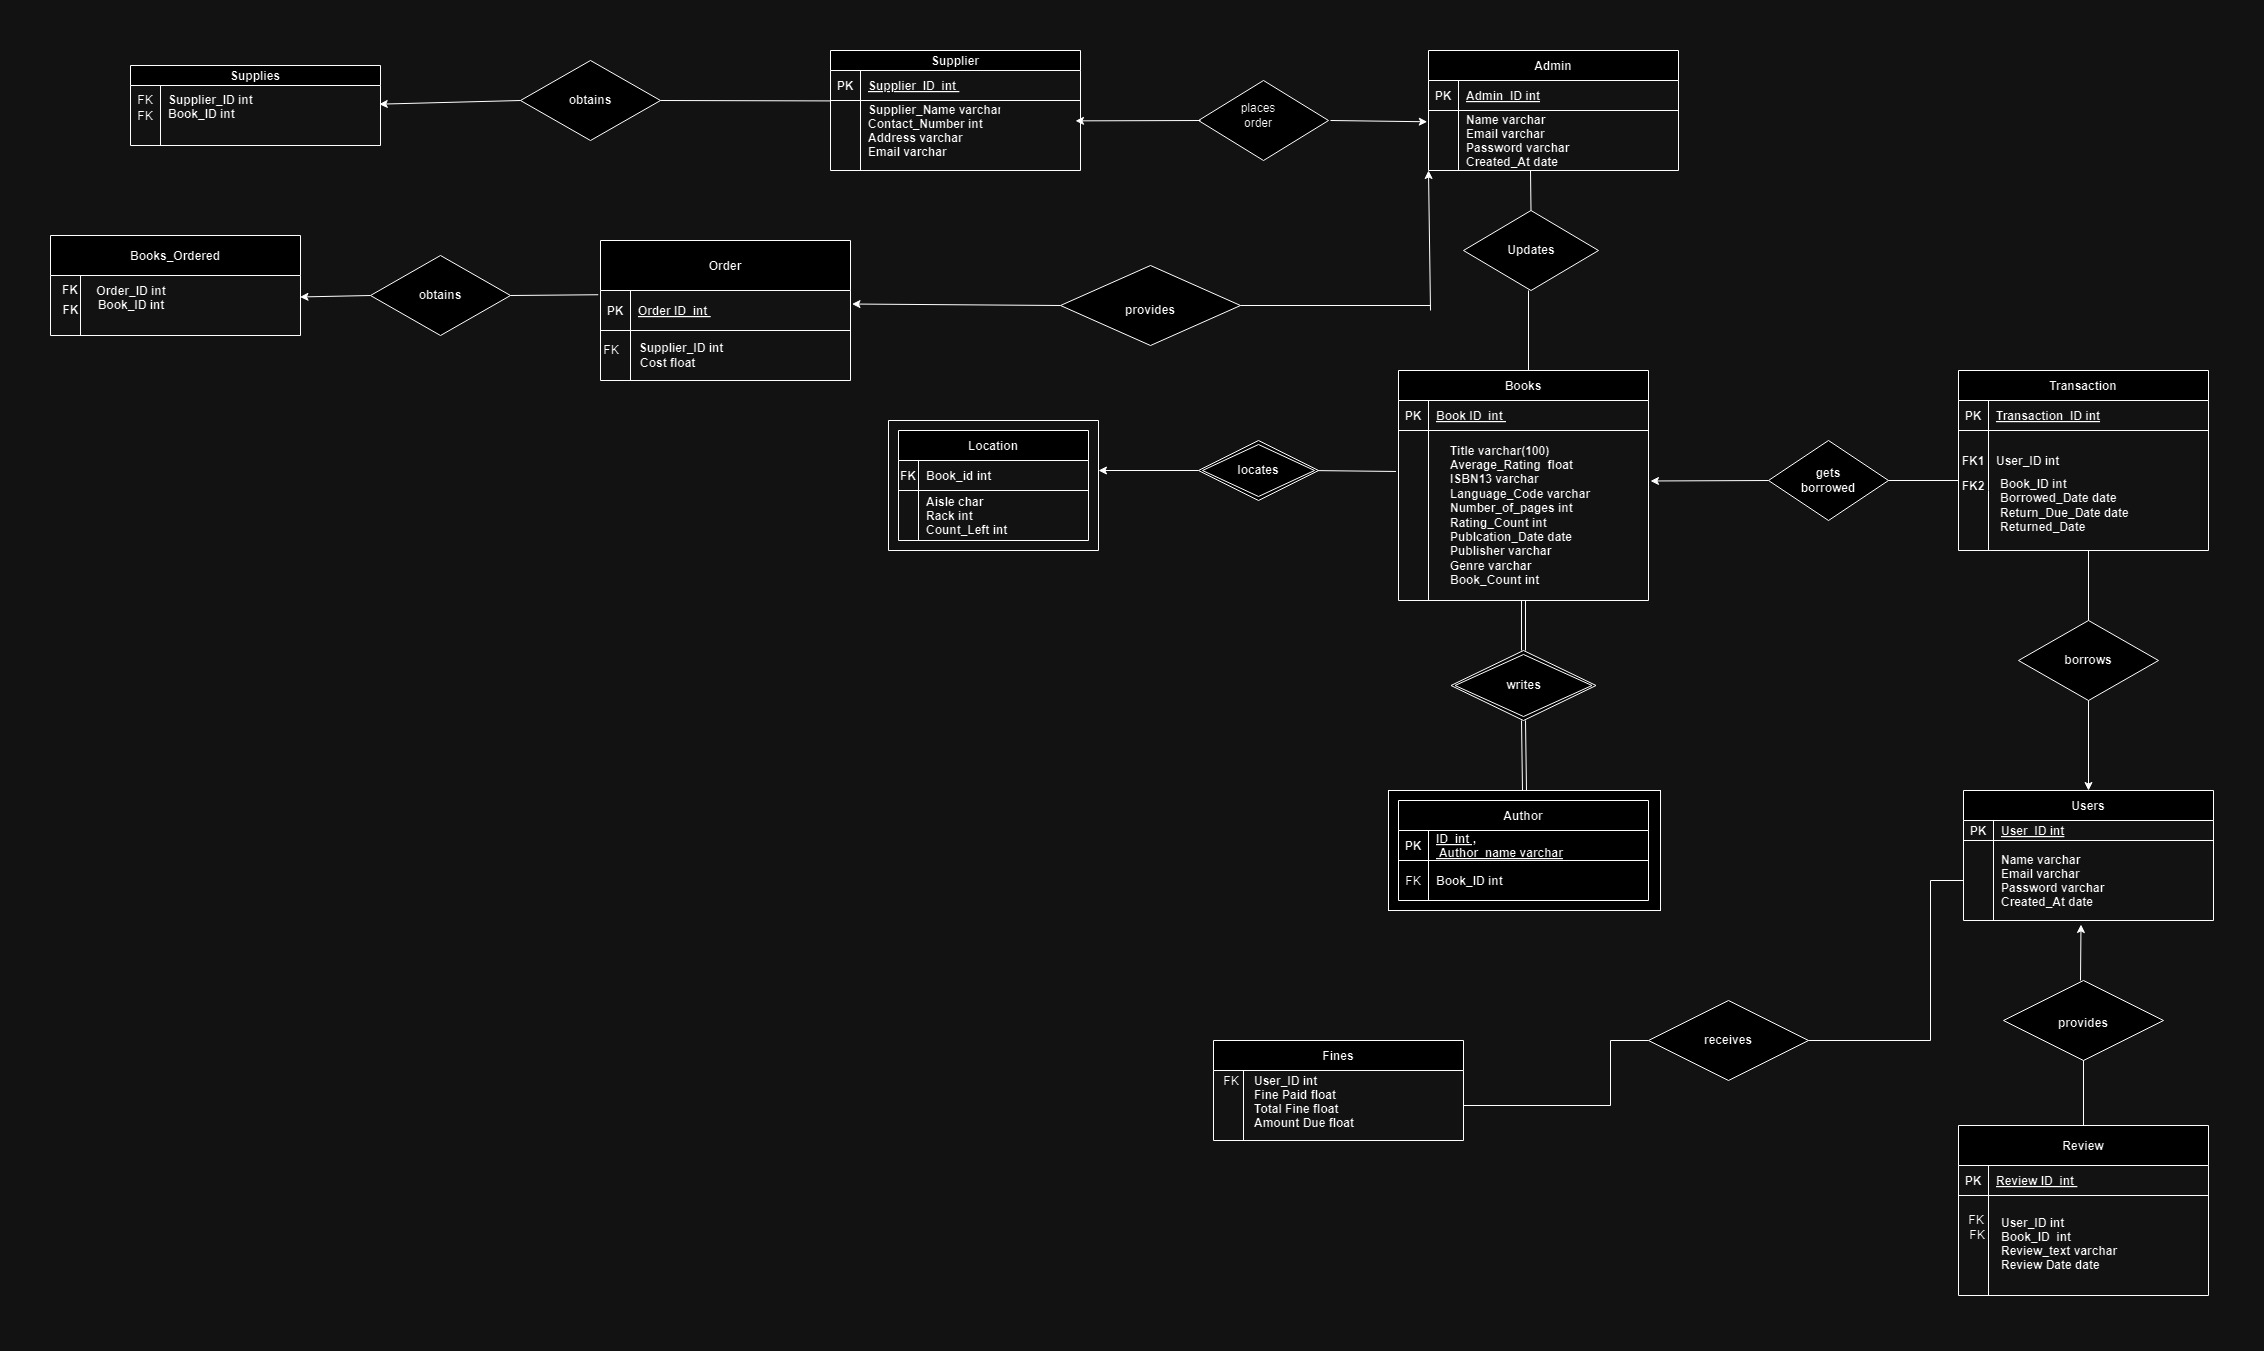 Supplies
FK Supplier_ID int
FK Book_ID int
obtains
Supplier
PK Supplier_ID int
Supplier_Name varchar
Contact_Number int
Address varchar
Email varchar
places
order
Admin
PK Admin_ID int
Name varchar
Email varchar
Password varchar
Created_At date
Updates
Books_Ordered
FK Order_ID int
FK Book_ID int
obtains
Order
PK Order ID int
FK Supplier_ID int
Cost float
provides
Location
FK Book_id int
Aisle char
Rack int
Count_Left int
locates
Books
PK Book ID int
Title varchar(100)
Average_Rating float
ISBN13 varchar
Language_Code varchar
Number_of_pages int
Rating_Count int
Publcation_Date date
Publisher varchar
Genre varchar
Book_Count int
gets
borrowed
Transaction
PK Transaction_ID int
FK1 User_ID int
FK2 Book_ID int
Borrowed_Date date
Return_Due_Date date
Returned_Date
borrows
writes
Author
PK ID int ,
Author_name varchar
FK Book_ID int
Users
PK User_ID int
Name varchar
Email varchar
Password varchar
Created_At date
receives
provides
Fines
FK User_ID int
Fine Paid float
Total Fine float
Amount Due float
Review
PK Review ID int
FK User_ID int
FK Book_ID int
Review_text varchar
Review Date date